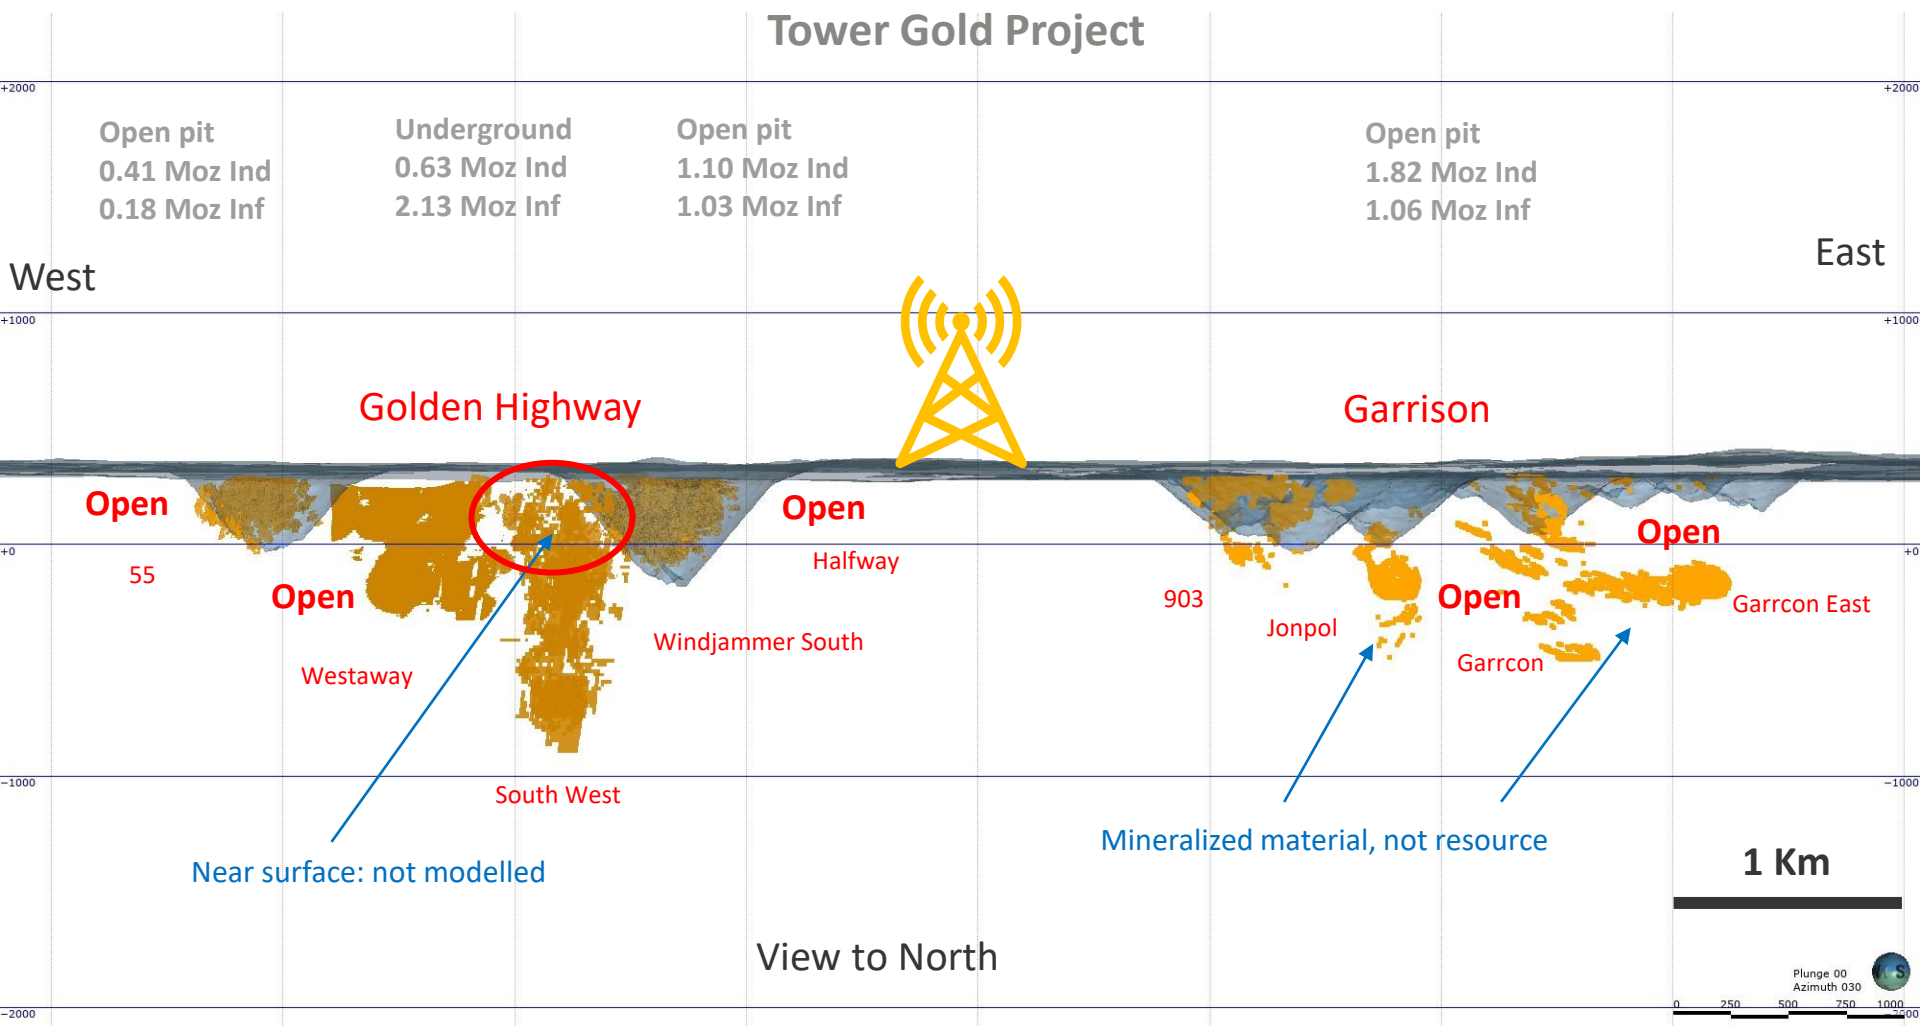 Tower Gold Project
+2000
+2000
Open pit
0.41 Moz Ind
0.18 Moz Inf
Underground
0.63 Moz Ind
2.13 Moz Inf
Open pit
1.10 Moz Ind
1.03 Moz Inf
Open pit
1.82 Moz Ind
1.06 Moz Inf
West
East
+1000
+1000
Golden Highway
Garrison
Open
Open
Open
+0
+0
Halfway
55
Open
Open
903
Garrcon East
Jonpol
Windjammer South
Garrcon
Westaway
−1000
−1000
South West
Near surface: not modelled
Mineralized material, not resource
1 Km
View to North
Plunge 00
Azimuth 030
0 250 500 750 1000
−2000